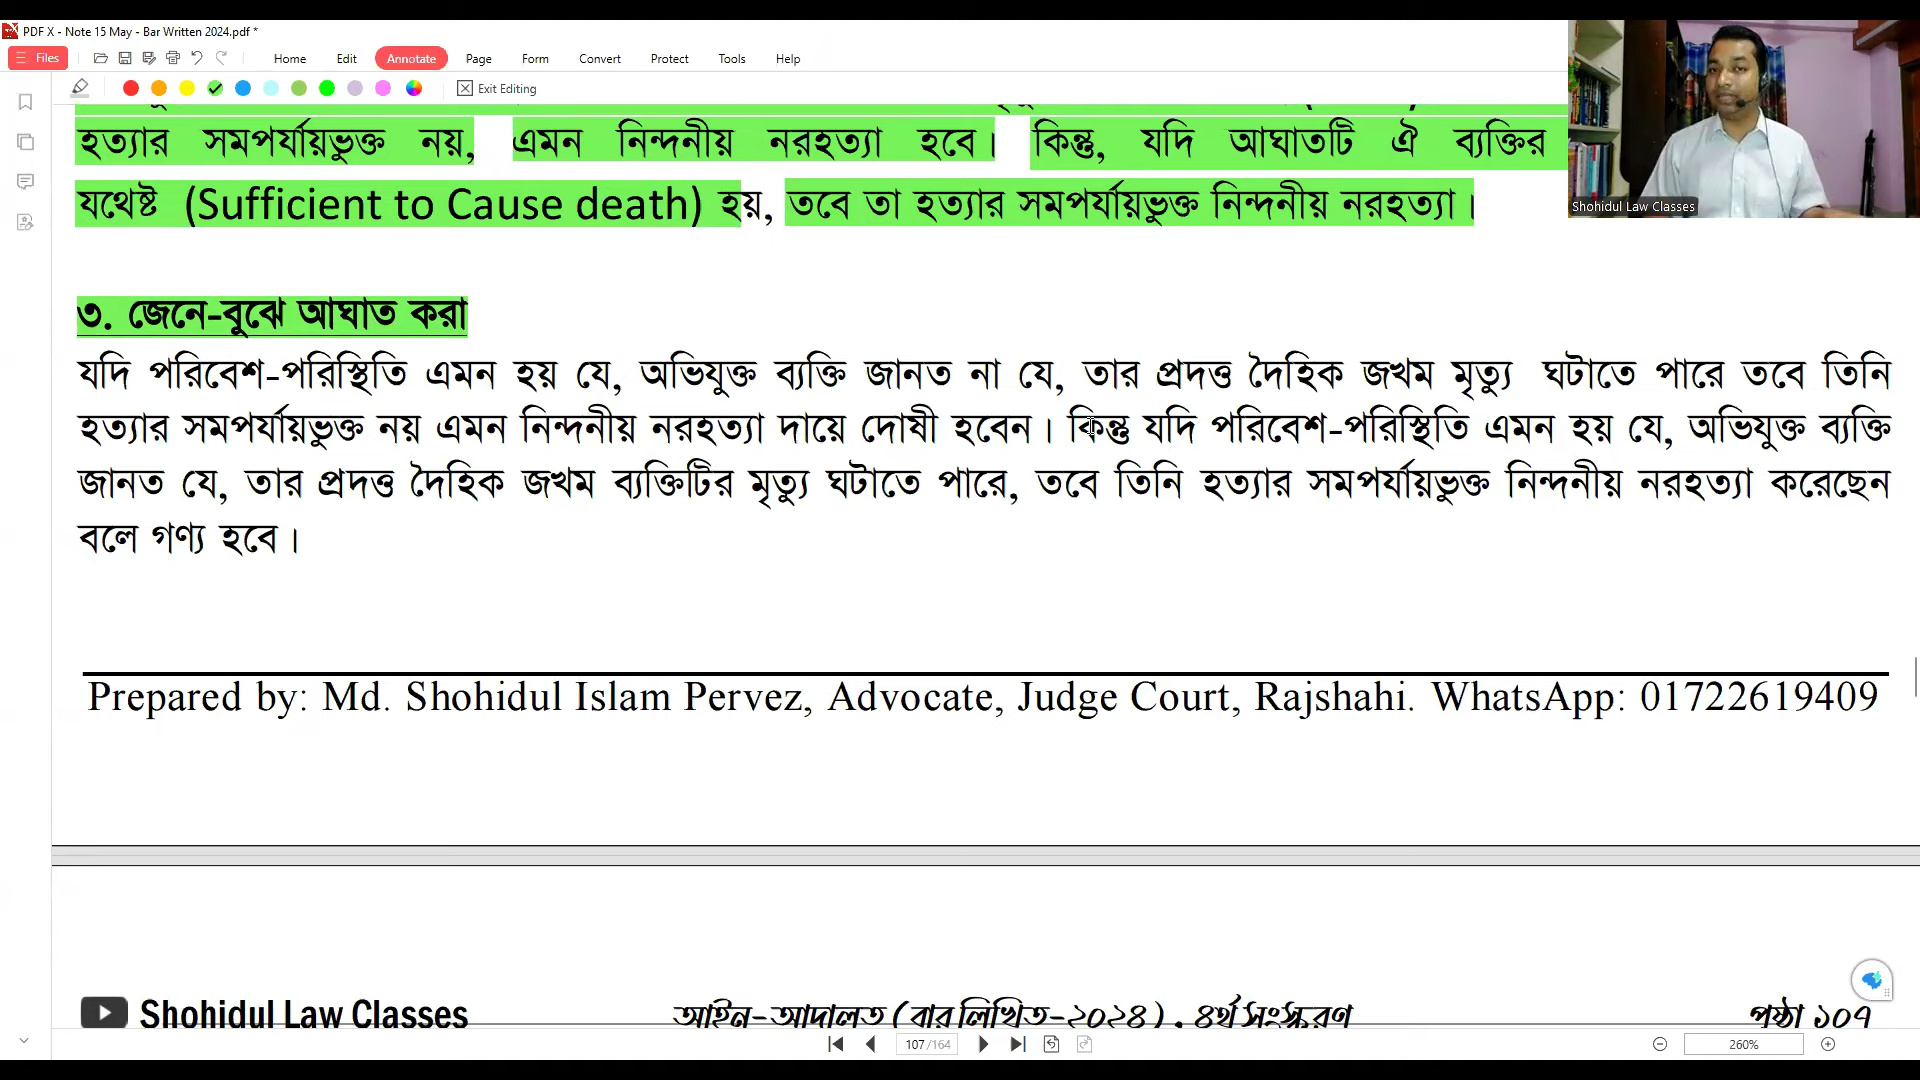 PDF X - Note 15 May - Bar Written 2024.pdf *
Files Home Edit Annotate Page Form Convert Protect Tools Help
Exit Editing
হত্যার সমপর্যায়ভুক্ত নয়, এমন নিন্দনীয় নরহত্যা হবে। কিন্তু, যদি আঘাতটি ঐ ব্যক্তির
যথেষ্ট (Sufficient to Cause death) হয়, তবে তা হত্যার সমপর্যায়ভুক্ত নিন্দনীয় নরহত্যা।
Shohidul Law Classes
৩. জেনে-বুঝে আঘাত করা
যদি পরিবেশ-পরিস্থিতি এমন হয় যে, অভিযুক্ত ব্যক্তি জানত না যে, তার প্রদত্ত দৈহিক জখম মৃত্যু ঘটাতে পারে তবে তিনি
হত্যার সমপর্যায়ভুক্ত নয় এমন নিন্দনীয় নরহত্যা দায়ে দোষী হবেন। কিন্তু যদি পরিবেশ-পরিস্থিতি এমন হয় যে, অভিযুক্ত ব্যক্তি
জানত যে, তার প্রদত্ত দৈহিক জখম ব্যক্তিটির মৃত্যু ঘটাতে পারে, তবে তিনি হত্যার সমপর্যায়ভুক্ত নিন্দনীয় নরহত্যা করেছেন
বলে গণ্য হবে।
Prepared by: Md. Shohidul Islam Pervez, Advocate, Judge Court, Rajshahi. WhatsApp: 01722619409
Shohidul Law Classes আইন-আদালত (বার লিখিত-২০২৪), ৪র্থ সংস্করণ পৃষ্ঠা ১০৭
107 /164 260%